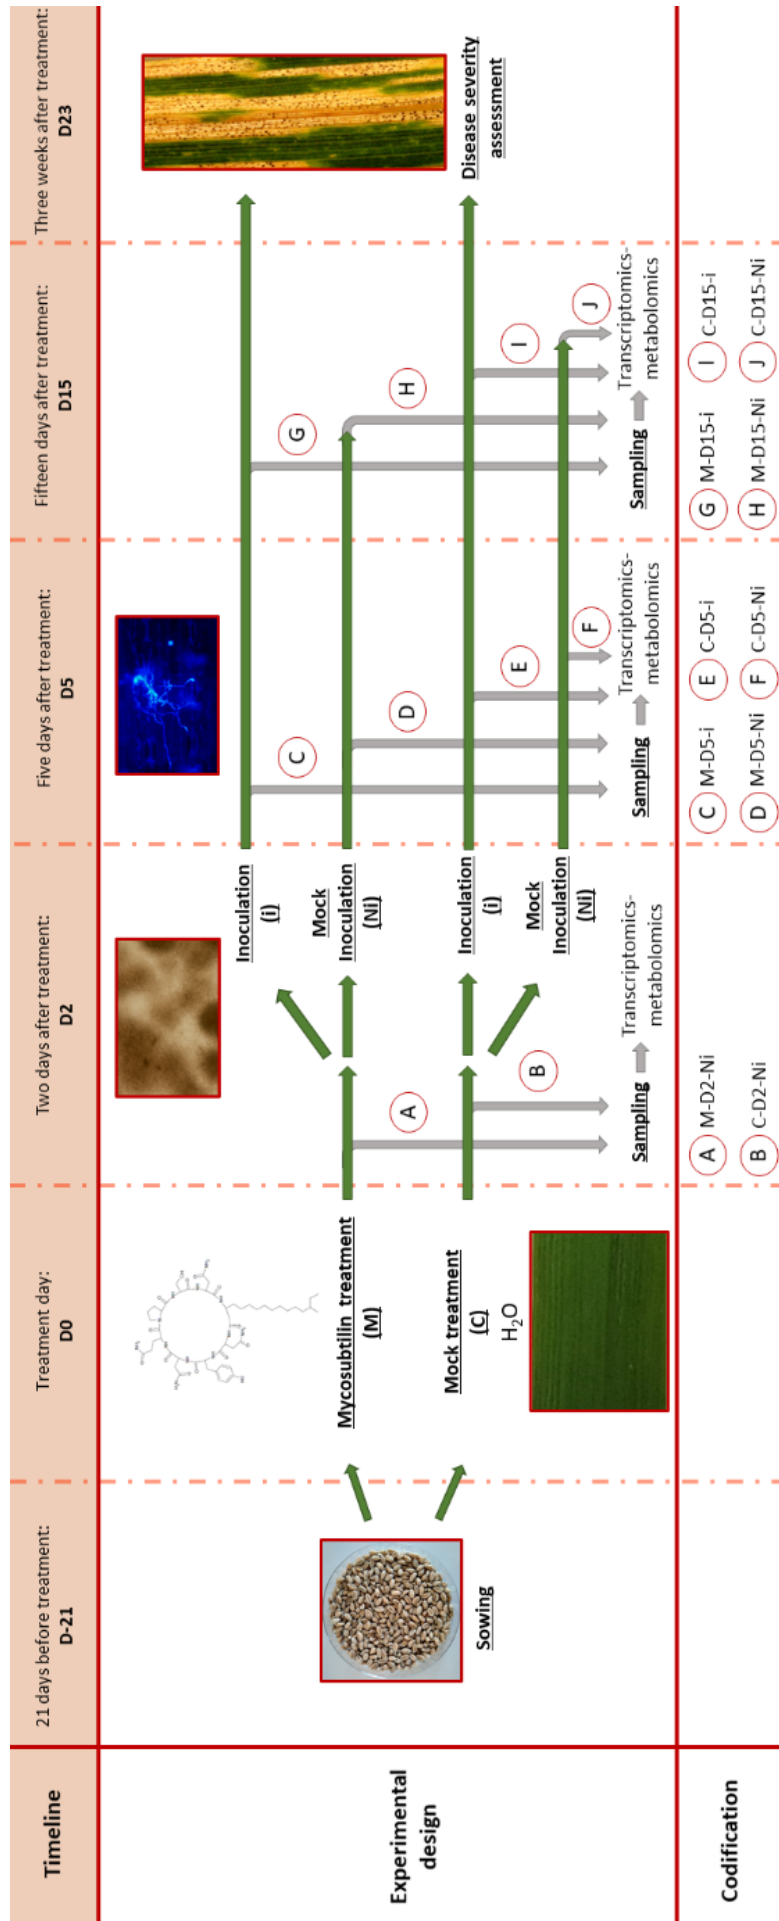 Timeline
21 days before treatment:
D-21
Treatment day:
D0
Two days after treatment:
D2
Five days after treatment:
D5
Fifteen days after treatment:
D15
Three weeks after treatment:
D23
Experimental
design
Sowing
Mycosubtilin treatment
(M)
Mock treatment
(C)
H₂O
A
B
Sampling
Transcriptomics-
metabolomics
Inoculation
(i)
Mock
Inoculation
(Ni)
Inoculation
(i)
Mock
Inoculation
(Ni)
C
D
E
F
Sampling
Transcriptomics-
metabolomics
G
H
I
J
Sampling
Transcriptomics-
metabolomics
Disease severity
assessment
Codification
A M-D2-Ni
B C-D2-Ni
C M-D5-i
E C-D5-i
D M-D5-Ni
F C-D5-Ni
G M-D15-i
I C-D15-i
H M-D15-Ni
J C-D15-Ni